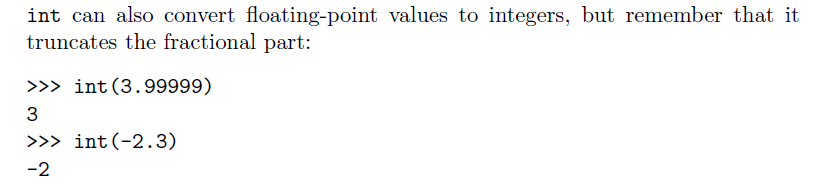 int can also convert floating-point values to integers, but remember that it
truncates the fractional part:
>>> int(3.99999)
3
>>> int(-2.3)
-2